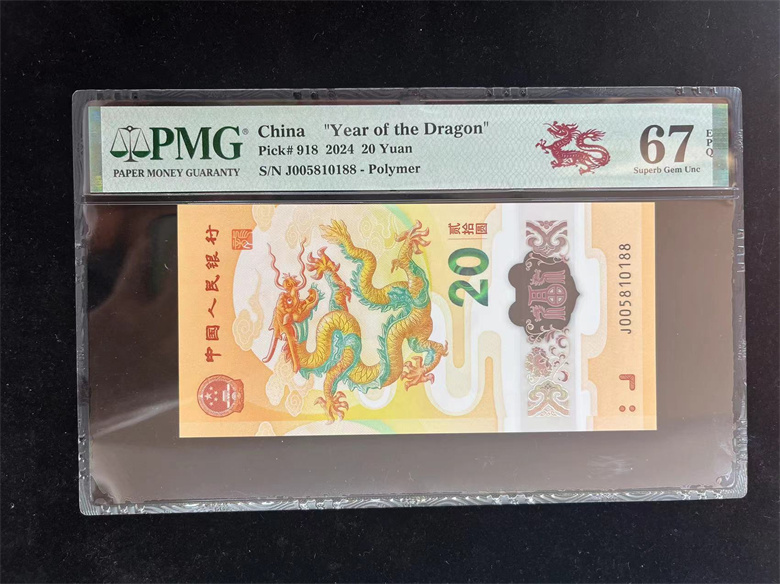 PMG®
PAPER MONEY GUARANTY
China "Year of the Dragon"
Pick# 918 2024 20 Yuan
S/N J005810188 - Polymer
67
EPQ
Superb Gem Unc
中国人民银行
贰拾圆
20
J005810188